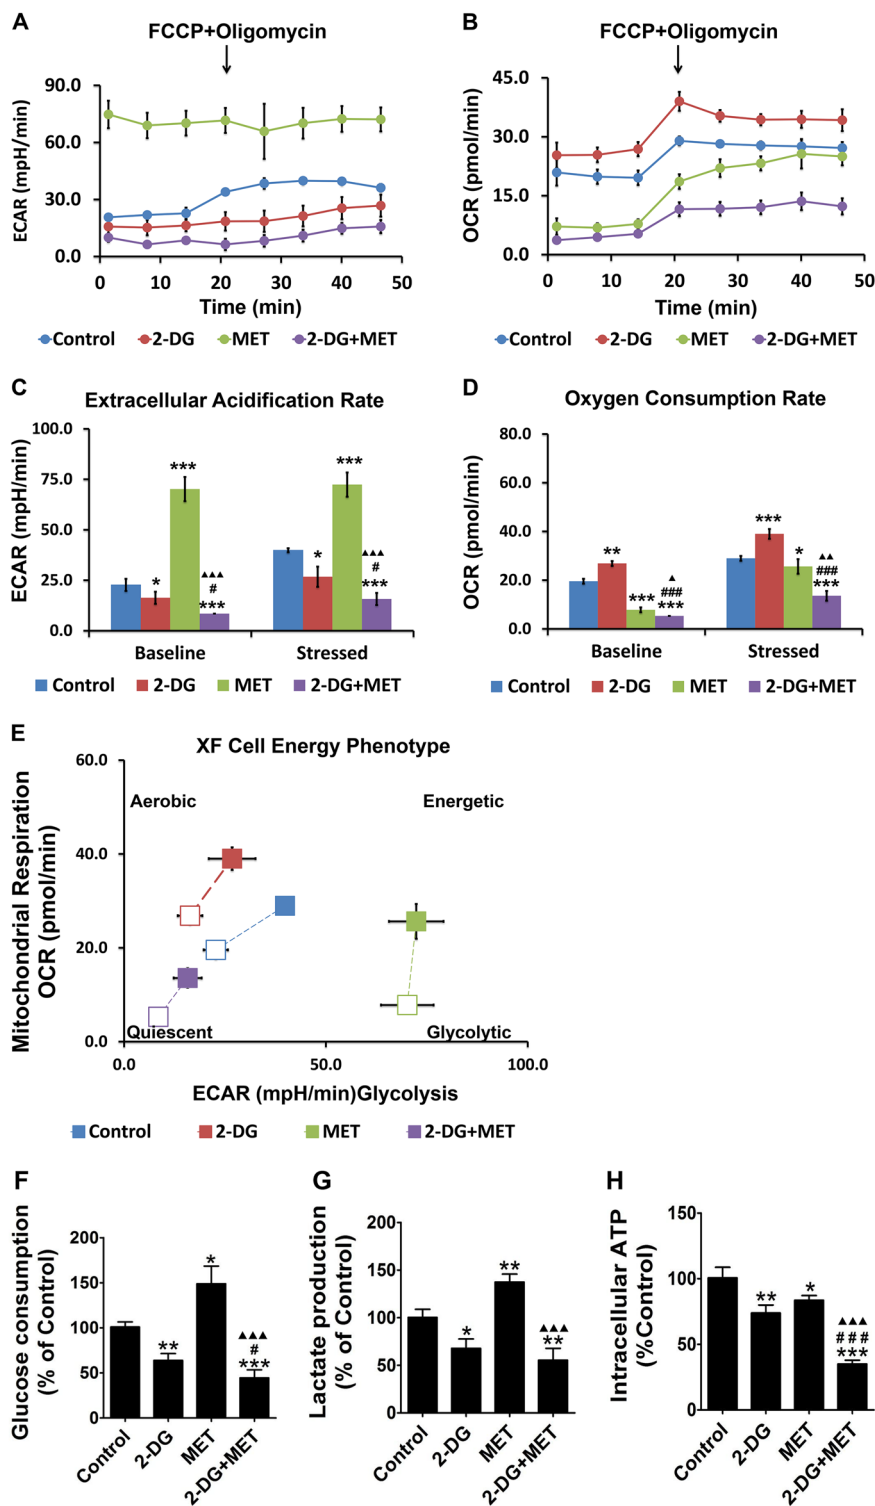 A
FCCP+Oligomycin
ECAR (mpH/min)
90.0
60.0
30.0
0.0
0 10 20 30 40 50
Time (min)
Control 2-DG MET 2-DG+MET
B
FCCP+Oligomycin
OCR (pmol/min)
45.0
30.0
15.0
0.0
0 10 20 30 40 50
Time (min)
Control 2-DG MET 2-DG+MET
C
Extracellular Acidification Rate
ECAR (mpH/min)
100.0
75.0
50.0
25.0
0.0
*
***
▲▲▲
#
***
*
***
▲▲▲
#
***
Baseline Stressed
Control 2-DG MET 2-DG+MET
D
Oxygen Consumption Rate
OCR (pmol/min)
80.0
60.0
40.0
20.0
0.0
**
***
▲
###
***
***
*
▲▲
###
***
Baseline Stressed
Control 2-DG MET 2-DG+MET
E
XF Cell Energy Phenotype
Mitochondrial Respiration
OCR (pmol/min)
60.0
40.0
20.0
0.0
Aerobic Energetic
Quiescent Glycolytic
0.0 50.0 100.0
ECAR (mpH/min)Glycolysis
Control 2-DG MET 2-DG+MET
F
Glucose consumption
(% of Control)
200
150
100
50
0
**
*
▲▲▲
#
***
Control 2-DG MET 2-DG+MET
G
Lactate production
(% of Control)
200
150
100
50
0
*
**
▲▲▲
**
Control 2-DG MET 2-DG+MET
H
Intracellular ATP
(%Control)
150
100
50
0
**
*
▲▲▲
###
***
Control 2-DG MET 2-DG+MET